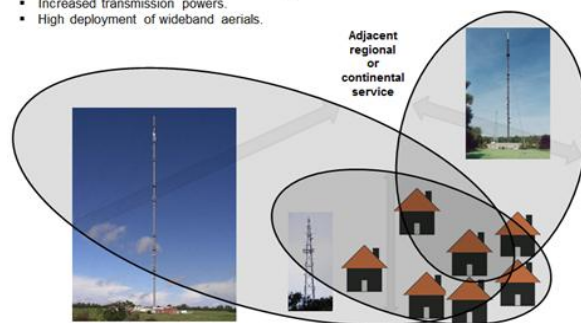 ▪ Increased transmission powers.
▪ High deployment of wideband aerials.
Adjacent
regional
or
continental
service